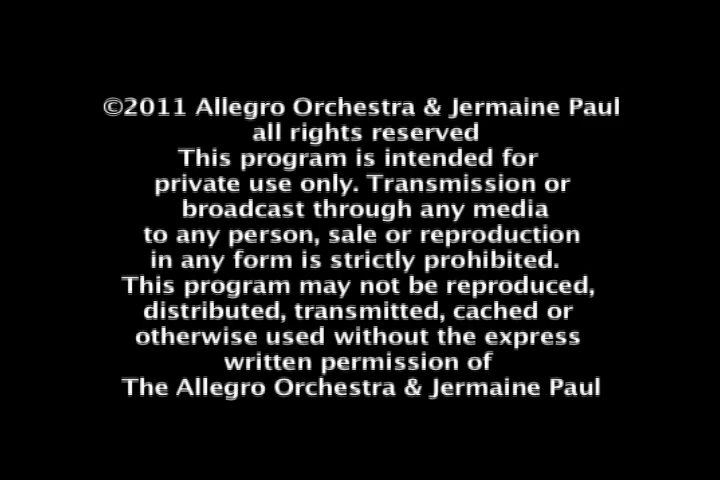 ©2011 Allegro Orchestra & Jermaine Paul
all rights reserved
This program is intended for
private use only. Transmission or
broadcast through any media
to any person, sale or reproduction
in any form is strictly prohibited.
This program may not be reproduced,
distributed, transmitted, cached or
otherwise used without the express
written permission of
The Allegro Orchestra & Jermaine Paul